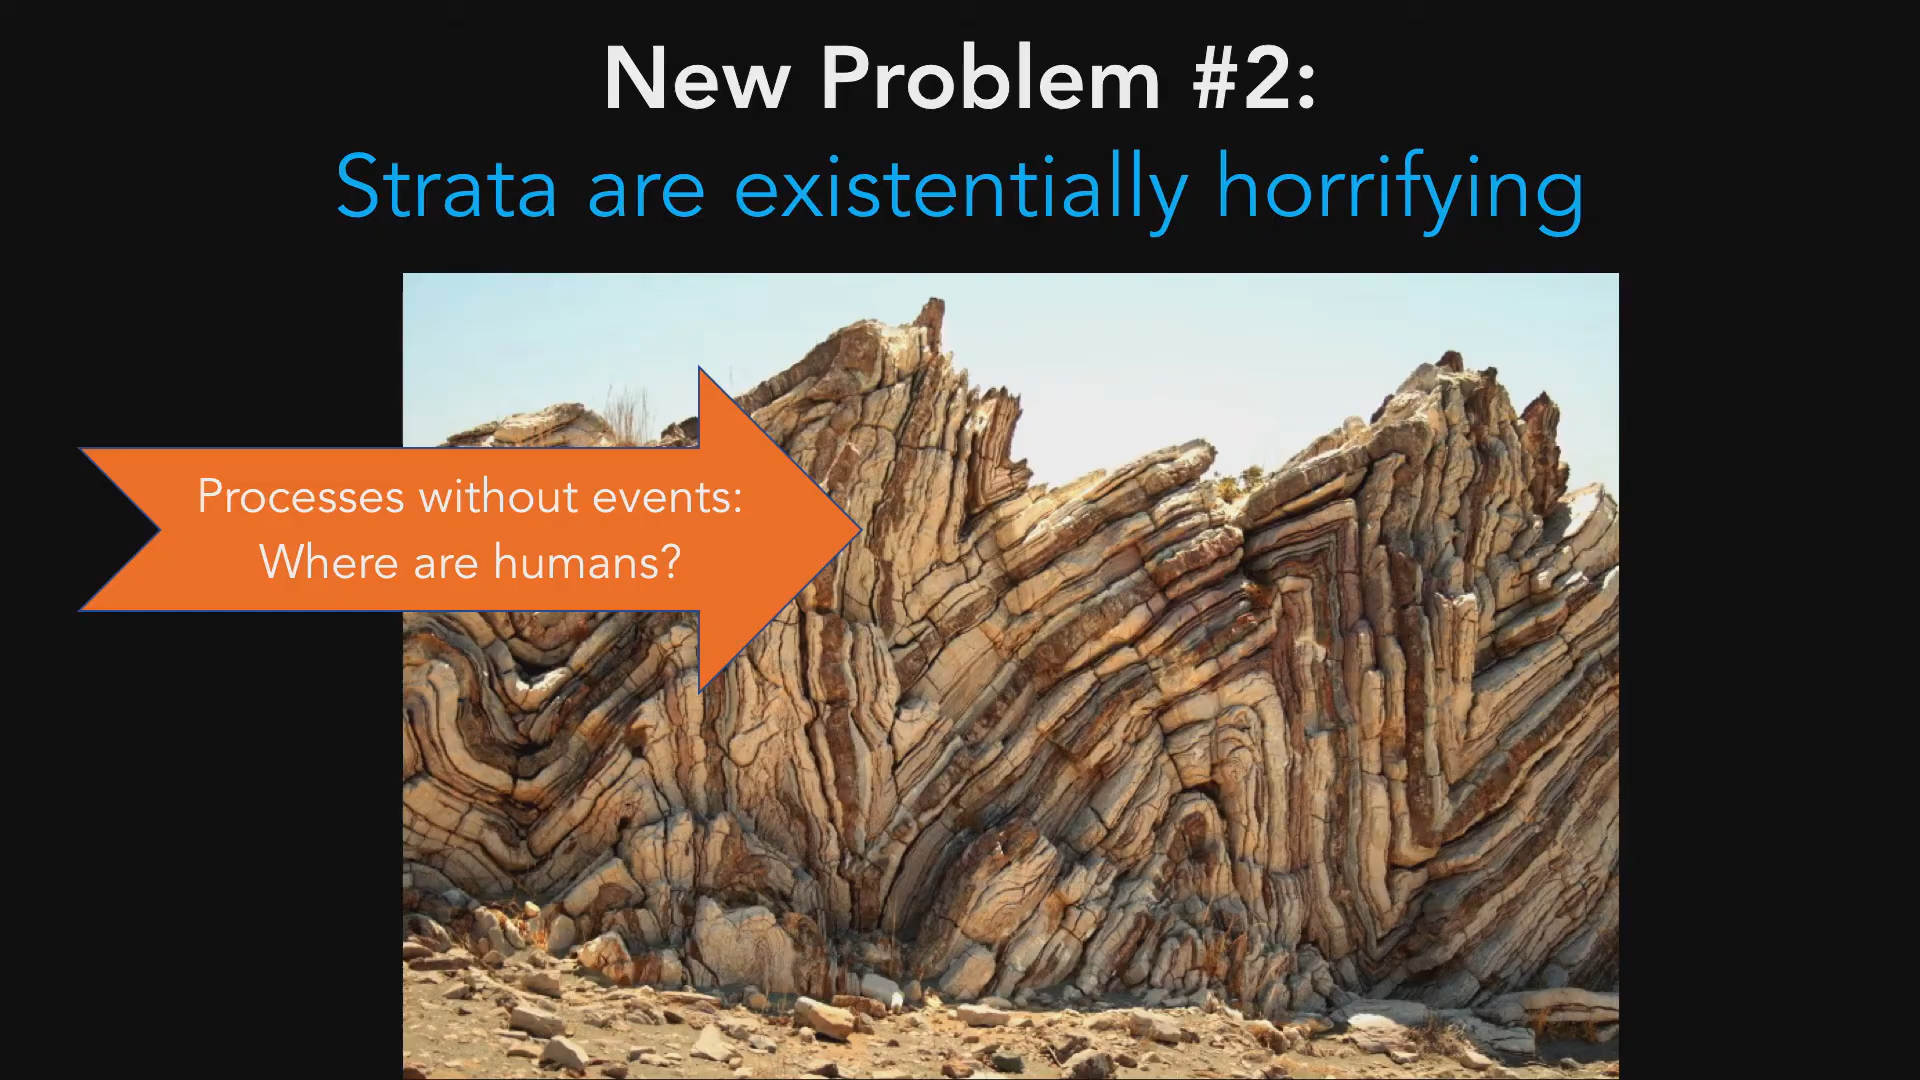 New Problem #2:
Strata are existentially horrifying
Processes without events:
Where are humans?